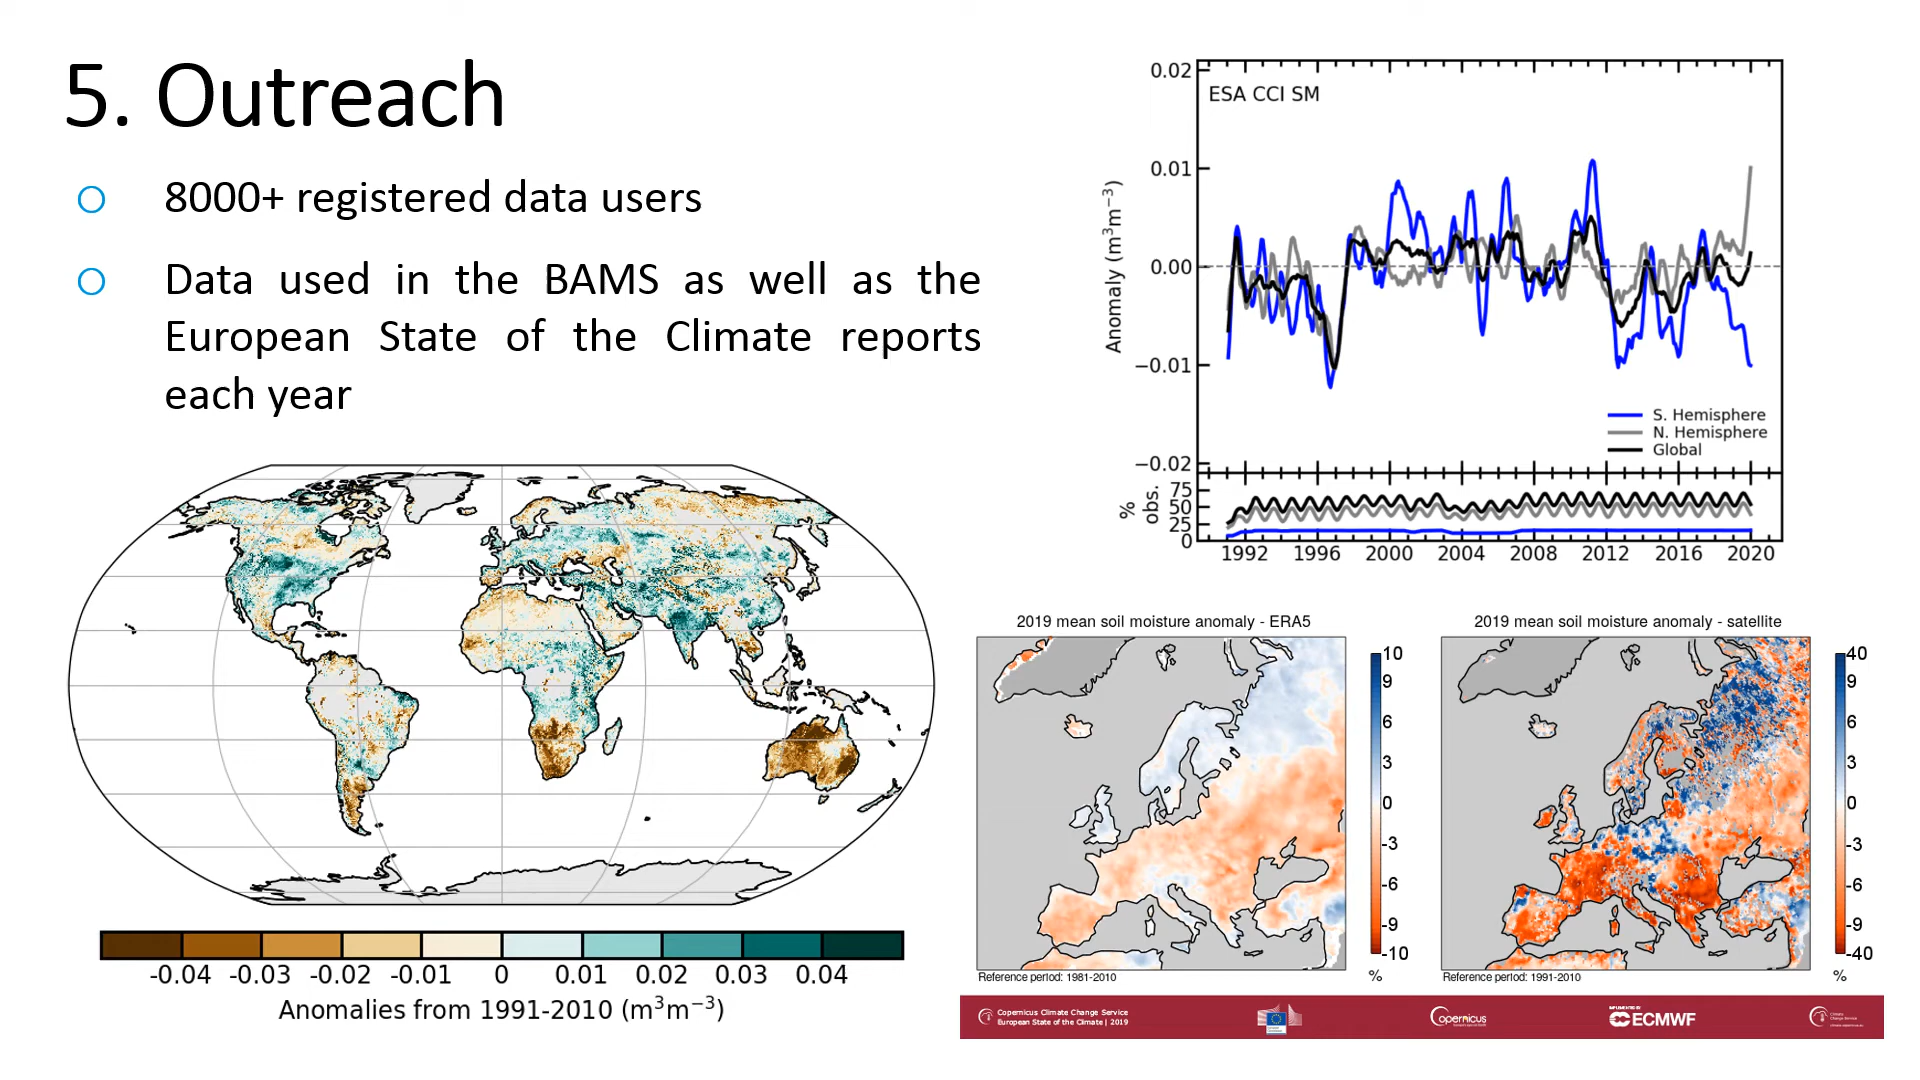 5. Outreach
8000+ registered data users
Data used in the BAMS as well as the
European State of the Climate reports
each year
-0.04 -0.03 -0.02 -0.01 0 0.01 0.02 0.03 0.04
Anomalies from 1991-2010 (m³m⁻³)
ESA CCI SM
0.02
0.01
0.00
−0.01
−0.02
Anomaly (m³m⁻³)
S. Hemisphere
N. Hemisphere
Global
75
50
25
0
% obs.
1992 1996 2000 2004 2008 2012 2016 2020
2019 mean soil moisture anomaly - ERA5
10
9
6
3
0
-3
-6
-9
-10
%
Reference period: 1981-2010
2019 mean soil moisture anomaly - satellite
40
9
6
3
0
-3
-6
-9
-40
%
Reference period: 1991-2010
Copernicus Climate Change Service
European State of the Climate | 2019
Copernicus
ECMWF
Climate
Change Service